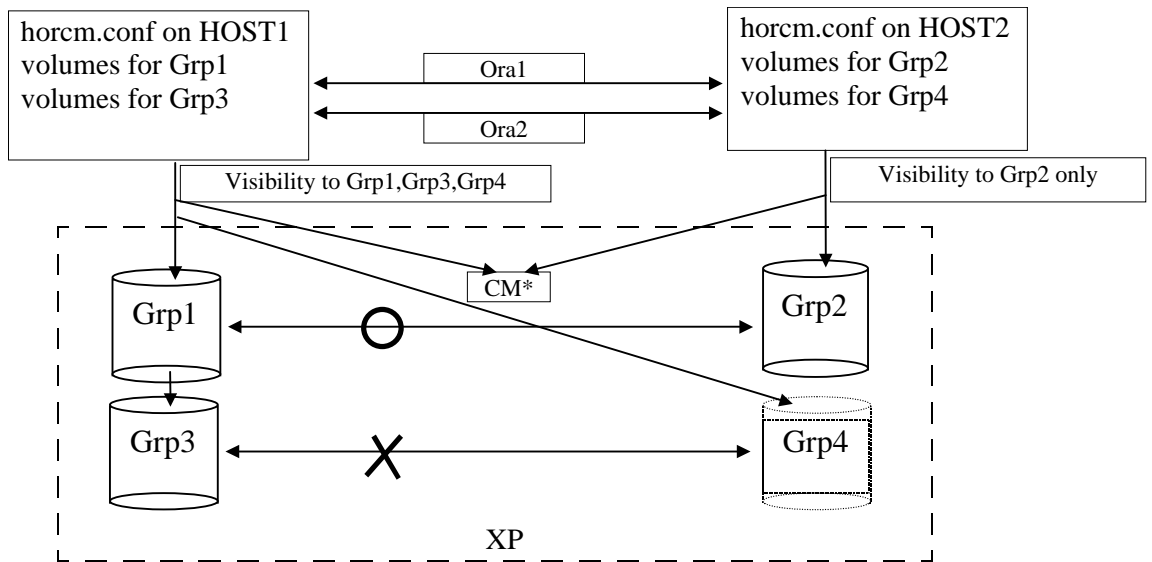 horcm.conf on HOST1
volumes for Grp1
volumes for Grp3
Ora1
Ora2
horcm.conf on HOST2
volumes for Grp2
volumes for Grp4
Visibility to Grp1,Grp3,Grp4
Visibility to Grp2 only
CM*
Grp1
Grp2
Grp3
Grp4
XP